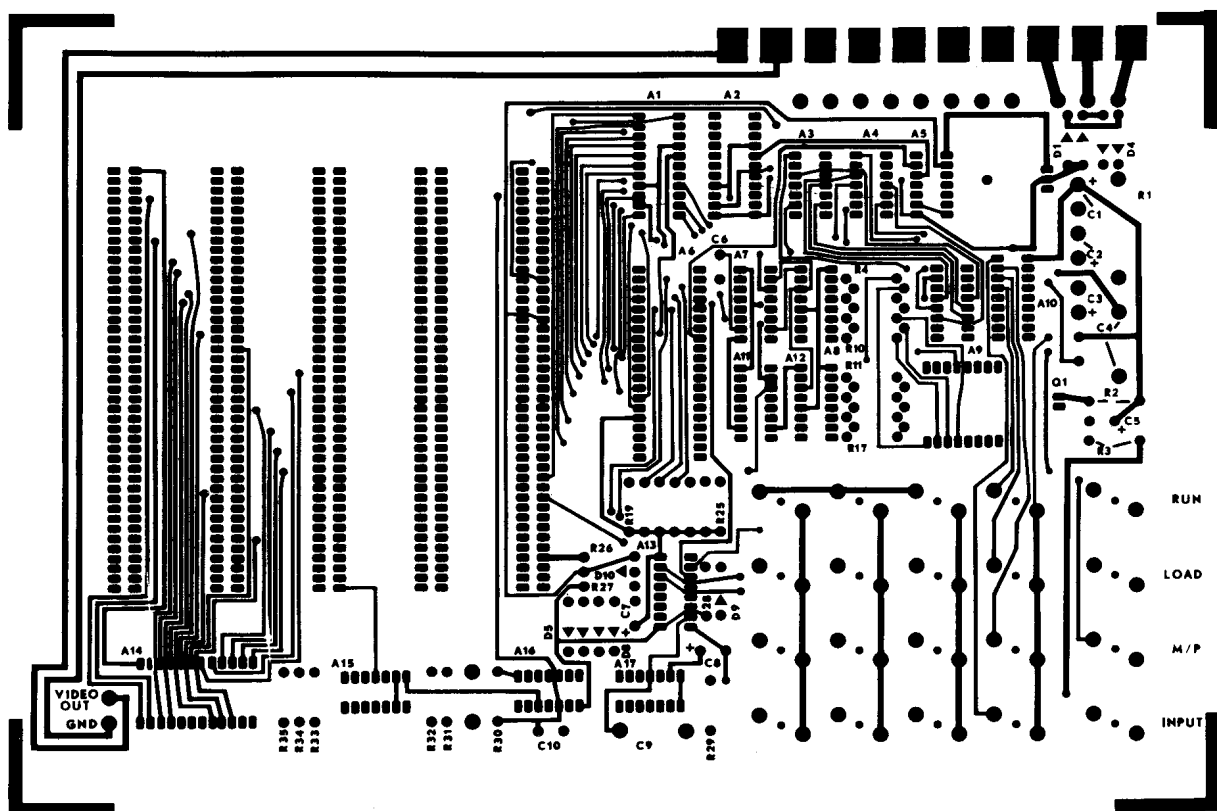 A1 A2
A3 A4 A5
D1 D4
R1
+
C1
C2
+
C3
+
C4
A6 C6 A7 R4
A10
A11 A12 A8 R10 A9
R11
Q1 R2
C5
+
R17 R3
R19 R25
RUN
R26 A13
D10
R27
LOAD
C7 R28 D9
+
D5 D8
+
A14 A15 A16 A17 C8
M/P
VIDEO
OUT
GND
R35 R34 R33 R32 R31 R30 C10 C9 R29
INPUT